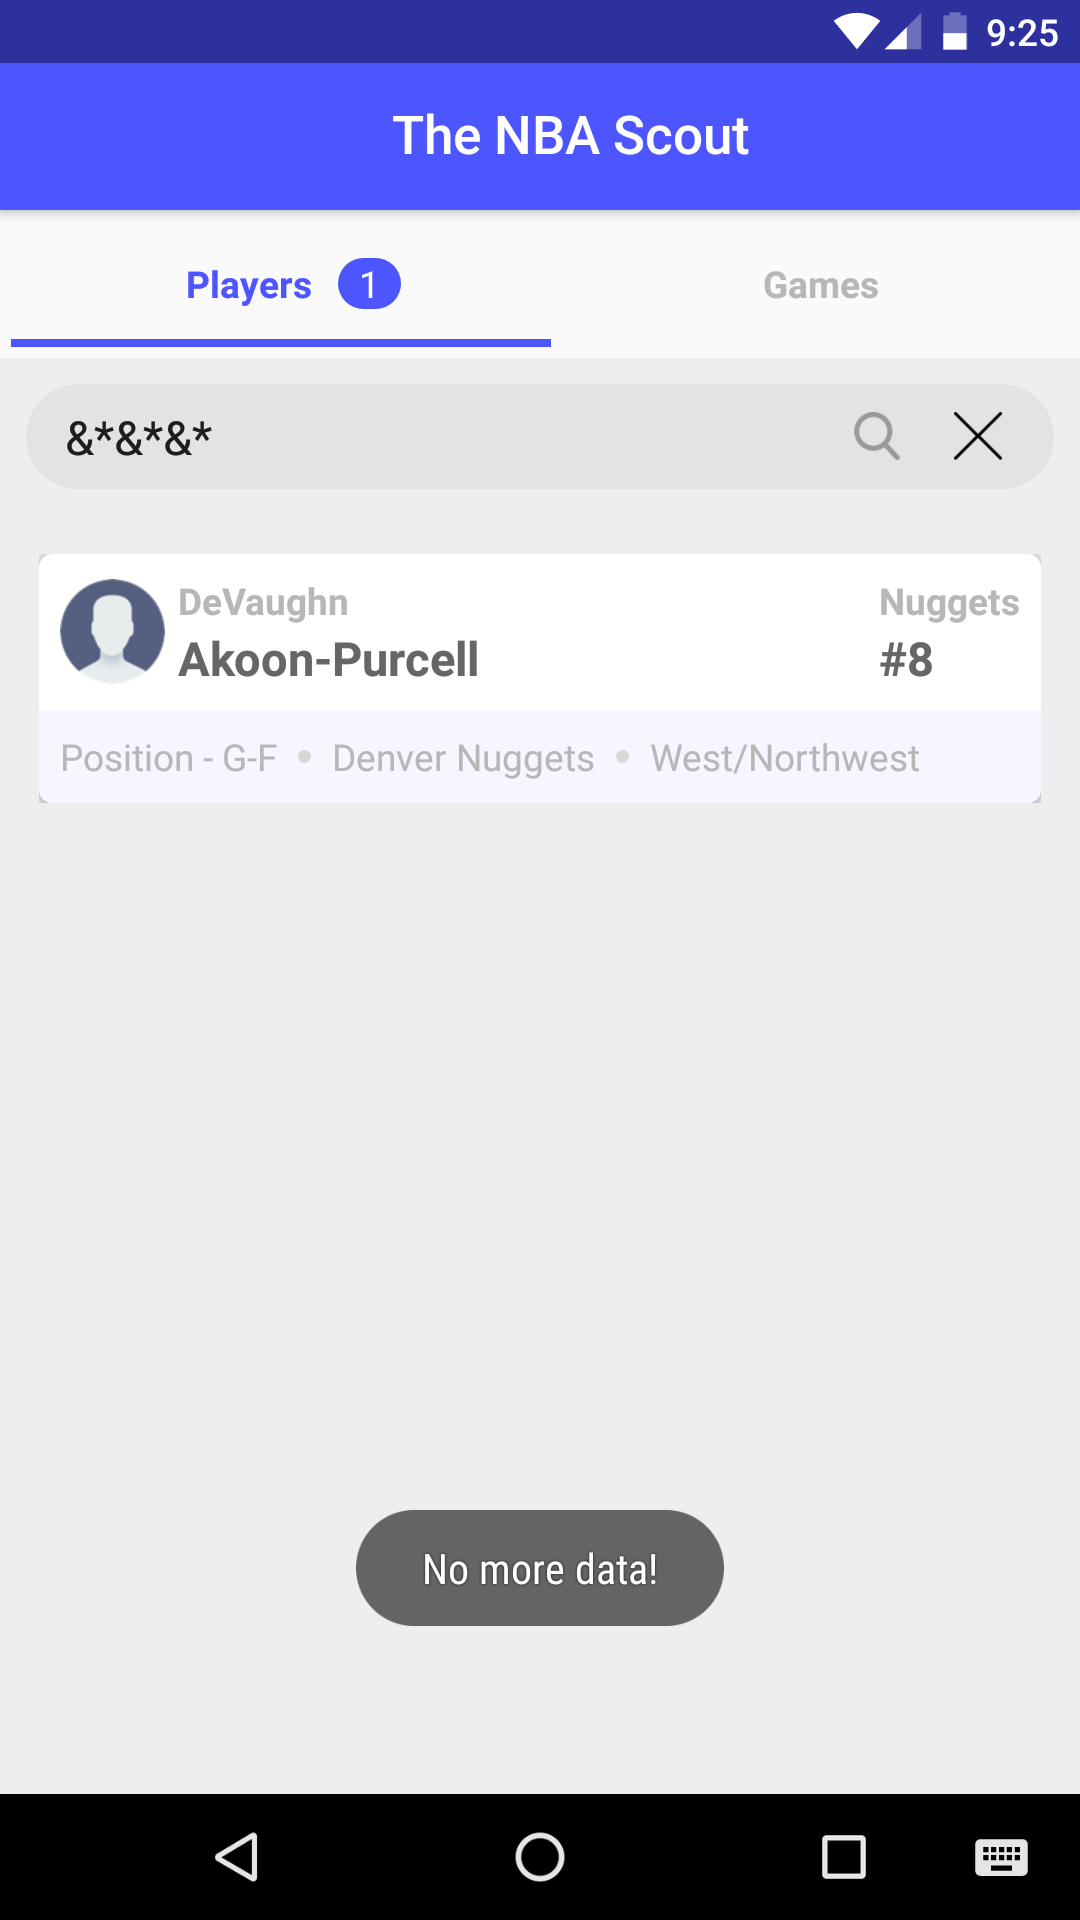 9:25
The NBA Scout
Players 1
Games
&*&*&*
DeVaughn
Akoon-Purcell
Nuggets
#8
Position - G-F • Denver Nuggets • West/Northwest
No more data!